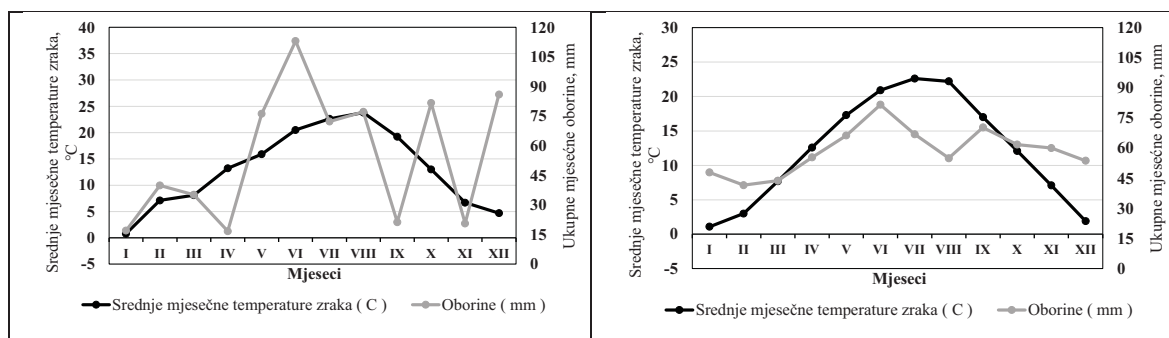 Srednje mjesečne temperature zraka,
°C
40
35
30
25
20
15
10
5
0
-5
I II III IV V VI VII VIII IX X XI XII
Mjeseci
120
105
90
75
60
45
30
15
0
Ukupne mjesečne oborine, mm
Srednje mjesečne temperature zraka ( C )
Oborine ( mm )
Srednje mjesečne temperature zraka,
°C
30
25
20
15
10
5
0
-5
I II III IV V VI VII VIII IX X XI XII
Mjeseci
120
105
90
75
60
45
30
15
0
Ukupne mjesečne oborine, mm
Srednje mjesečne temperature zraka ( C )
Oborine ( mm )